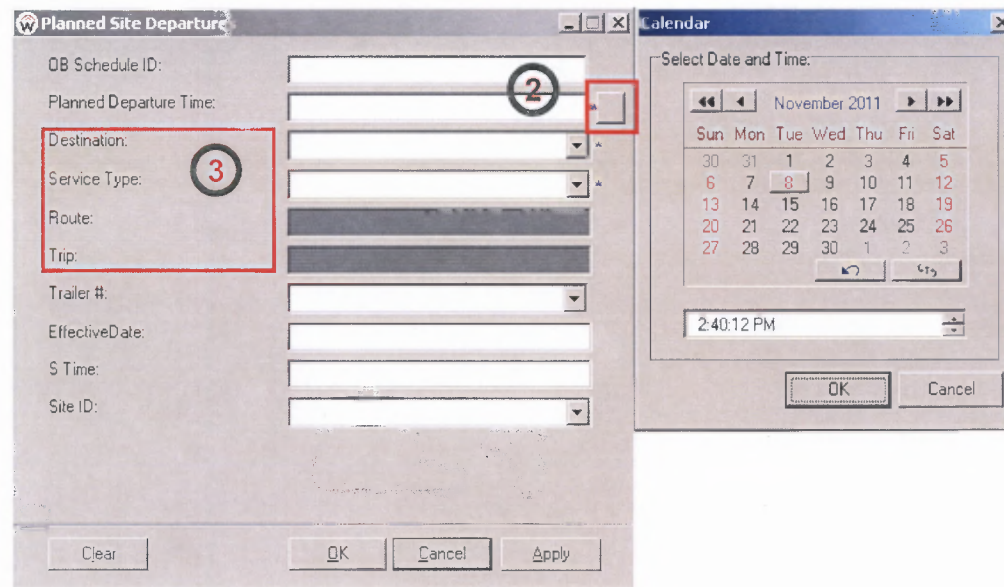 Planned Site Departure
OB Schedule ID:
Planned Departure Time:
2
*
Destination:
*
Service Type:
*
3
Route:
Trip:
Trailer #:
EffectiveDate:
S Time:
Site ID:
Clear OK Cancel Apply
Calendar
Select Date and Time:
November 2011
Sun Mon Tue Wed Thu Fri Sat
30 31 1 2 3 4 5
6 7 8 9 10 11 12
13 14 15 16 17 18 19
20 21 22 23 24 25 26
27 28 29 30 1 2 3
2:40:12 PM
OK Cancel